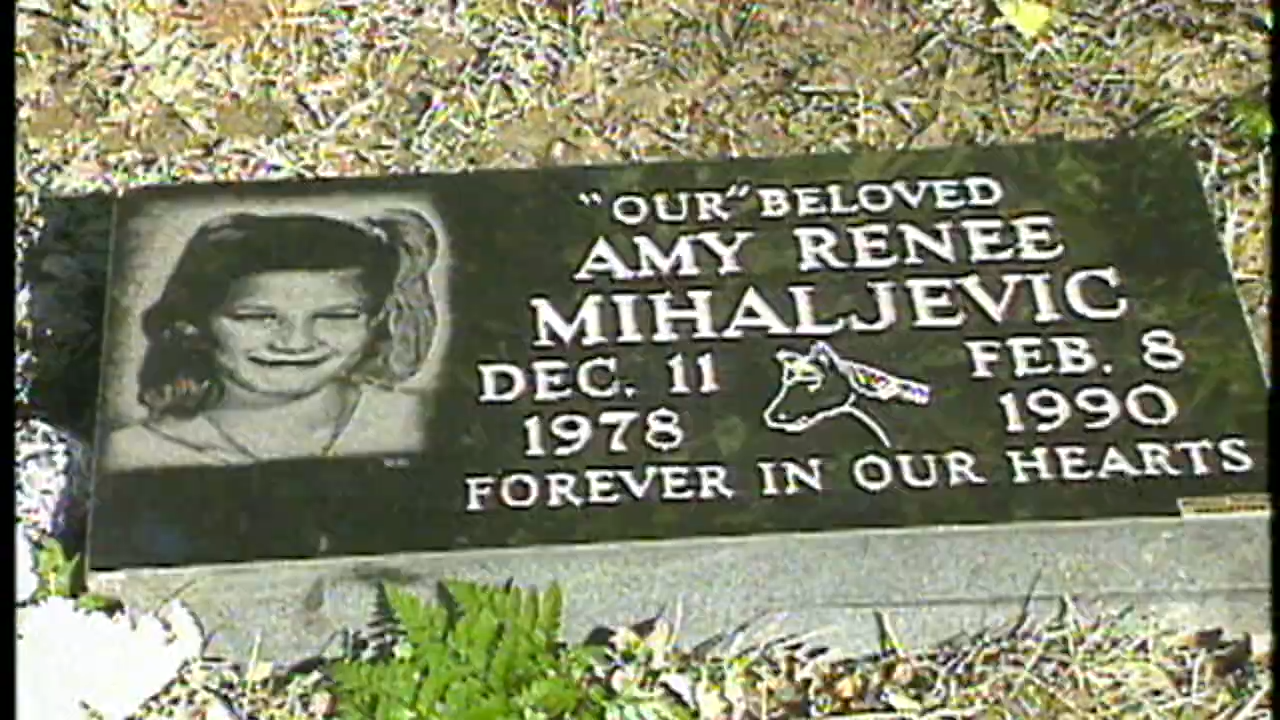 "OUR" BELOVED
AMY RENEE
MIHALJEVIC
DEC. 11 FEB. 8
1978 1990
FOREVER IN OUR HEARTS